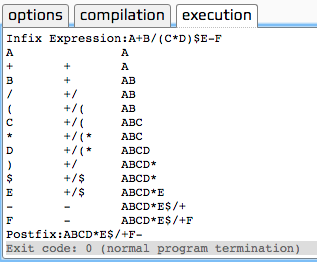 options compilation execution
Infix Expression:A+B/(C*D)$E-F
A A
+ + A
B + AB
/ +/ AB
( +/( AB
C +/( ABC
* +/(* ABC
D +/(* ABCD
) +/ ABCD*
$ +/$ ABCD*
E +/$ ABCD*E
- - ABCD*E$/+
F - ABCD*E$/+F
Postfix:ABCD*E$/+F-
Exit code: 0 (normal program termination)